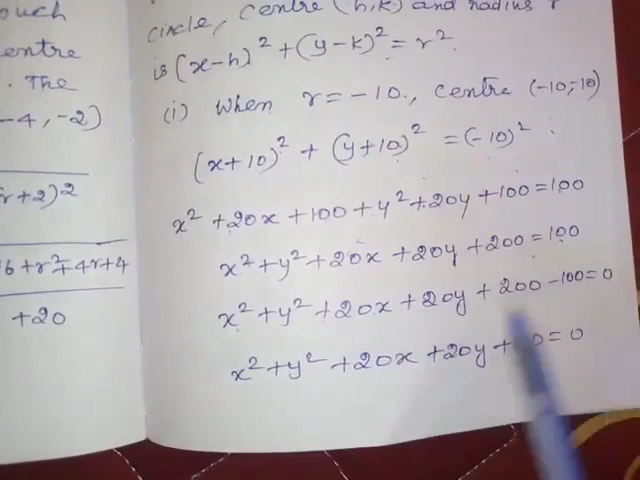 ouch
entre
. The
-4, -2)
r+2)²
16+r²+4r+4
+20
circle, centre (h,k) and radius r
is (x-h)² + (y-k)² = r².
(i) When r = -10., centre (-10,-10)
(x+10)² + (y+10)² = (-10)²
x² + 20x + 100 + y² + 20y + 100 = 100
x² + y² + 20x + 20y + 200 = 100
x² + y² + 20x + 20y + 200 - 100 = 0
x² + y² + 20x + 20y + 0 = 0